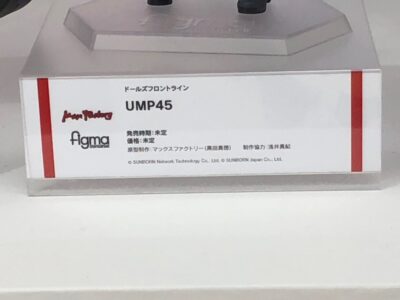 ドールズフロントライン
UMP45
Max Factory
figma
発売時期:未定
価格:未定
原型制作:マックスファクトリー(髙田真徳) 制作協力:浅井真紀
© SUNBORN Network Technology Co., Ltd. © SUNBORN Japan Co., Ltd.